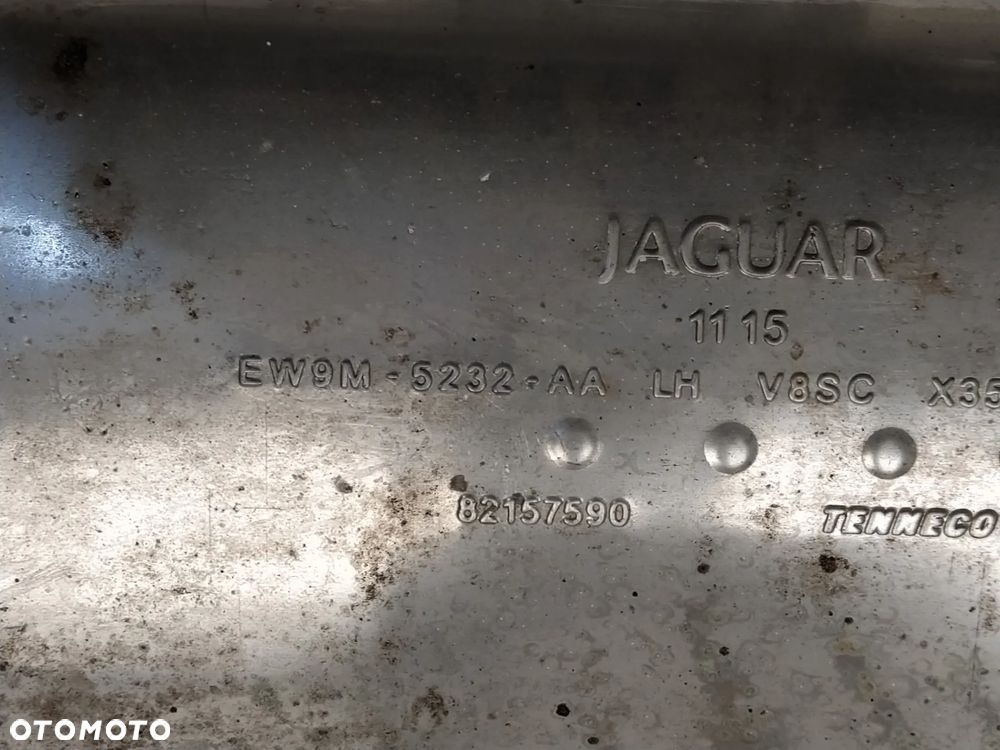 JAGUAR
11 15
EW9M-5232-AA LH V8SC X35
82157590 TENNECO
OTOMOTO